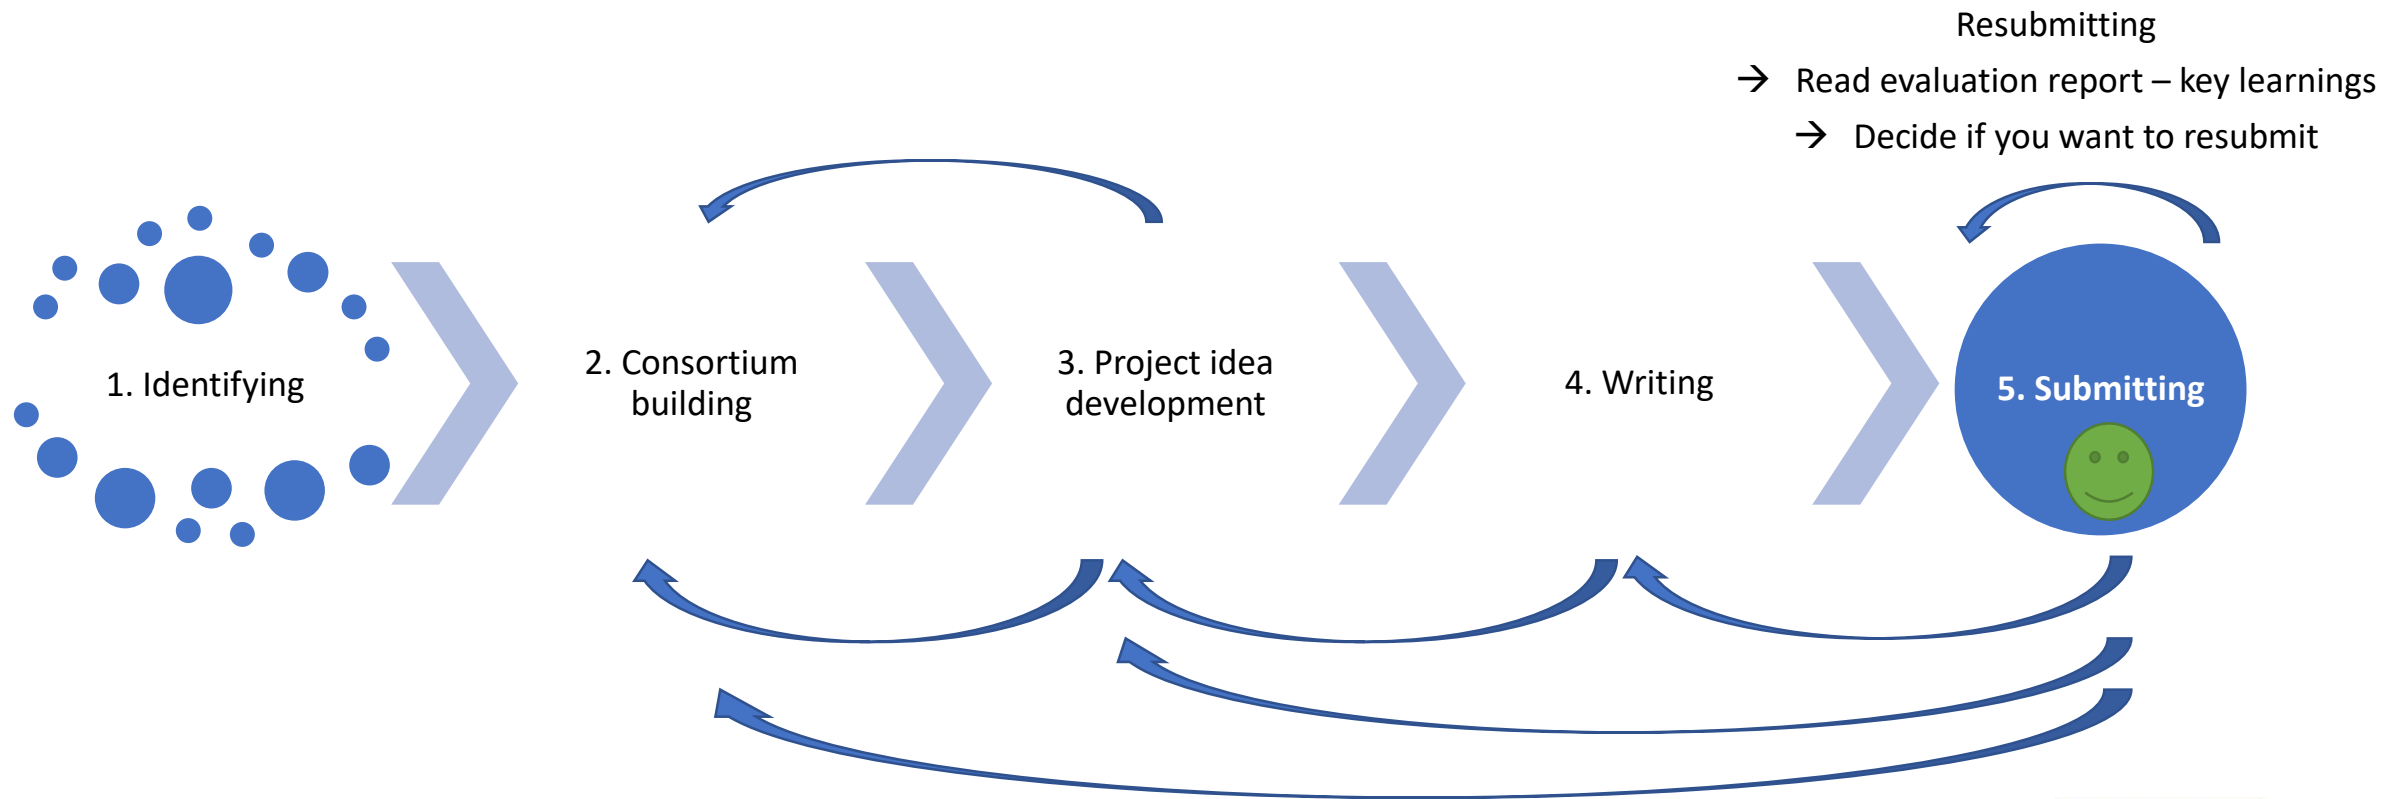 Resubmitting
→ Read evaluation report – key learnings
→ Decide if you want to resubmit
1. Identifying
2. Consortium
building
3. Project idea
development
4. Writing
5. Submitting